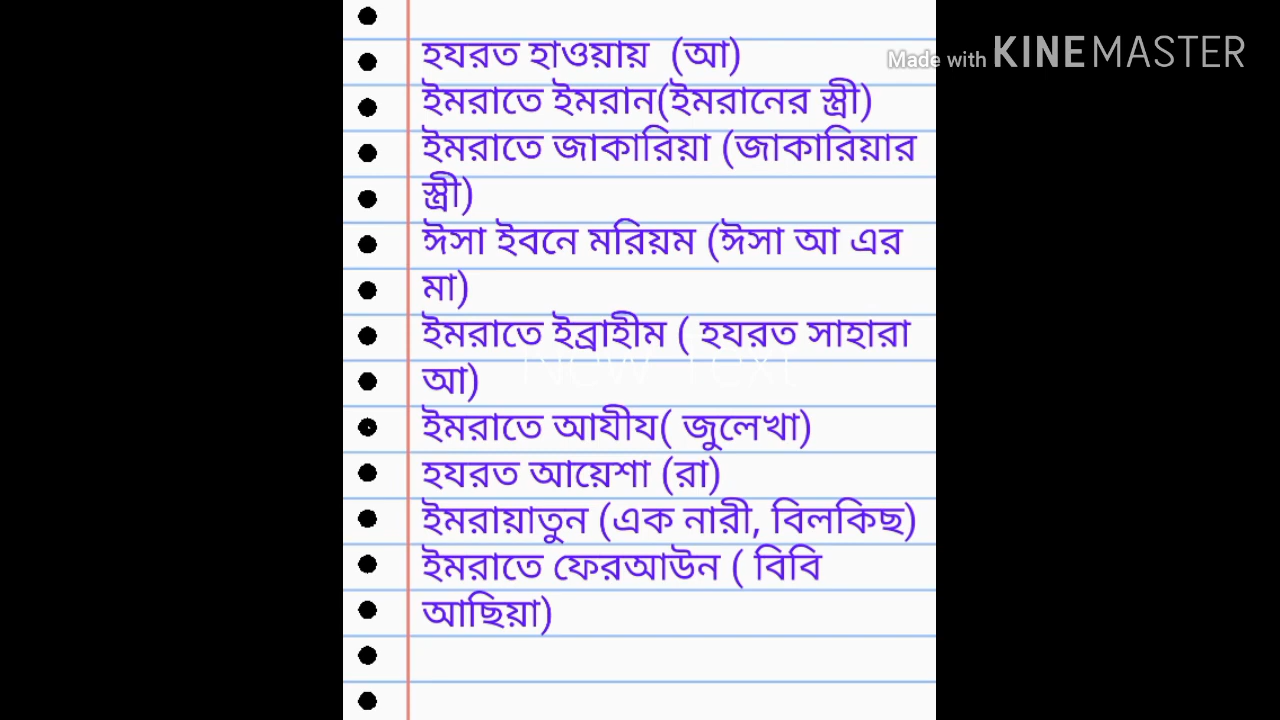 Made with KINEMASTER
হযরত হাওয়ায় (আ)
ইমরাতে ইমরান(ইমরানের স্ত্রী)
ইমরাতে জাকারিয়া (জাকারিয়ার
স্ত্রী)
ঈসা ইবনে মরিয়ম (ঈসা আ এর
মা)
ইমরাতে ইব্রাহীম ( হযরত সাহারা
আ)
ইমরাতে আযীয( জুলেখা)
হযরত আয়েশা (রা)
ইমরায়াতুন (এক নারী, বিলকিছ)
ইমরাতে ফেরআউন ( বিবি
আছিয়া)